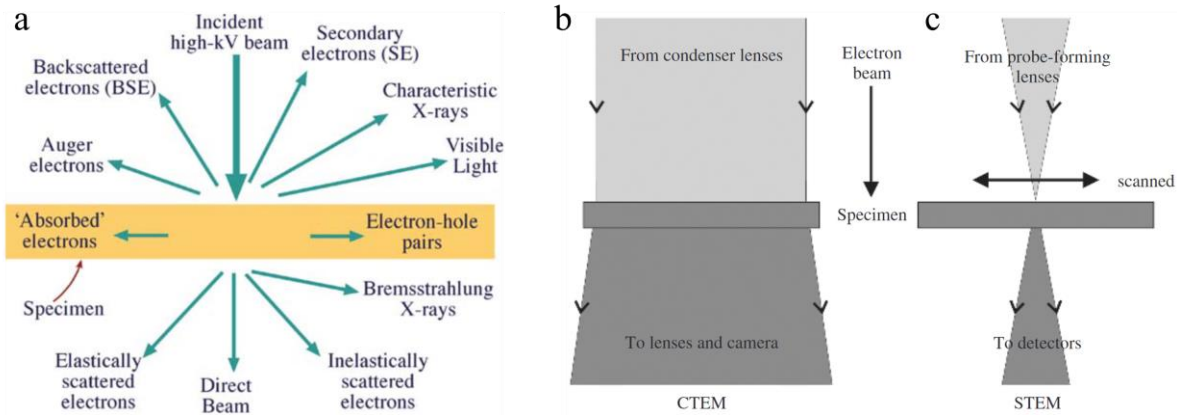 a
Incident
high-kV beam
Secondary
electrons (SE)
Backscattered
electrons (BSE)
Characteristic
X-rays
Auger
electrons
Visible
Light
'Absorbed'
electrons
Electron-hole
pairs
Specimen
Bremsstrahlung
X-rays
Elastically
scattered
electrons
Direct
Beam
Inelastically
scattered
electrons
b
From condenser lenses
Electron
beam
Specimen
To lenses and camera
CTEM
c
From probe-forming
lenses
scanned
To detectors
STEM